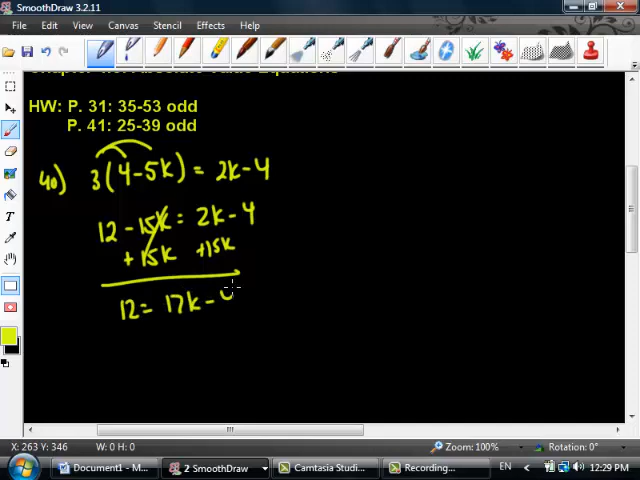 SmoothDraw 3.2.11
File Edit View Canvas Stencil Effects Help
HW: P. 31: 35-53 odd
P. 41: 25-39 odd
40) 3(4-5k) = 2k-4
12 - 15k = 2k - 4
+15k +15k
12 = 17k -
X: 263 Y: 346 W: 0 H: 0 Zoom: 100% Rotation: 0°
Document1 - M... 2 SmoothDraw Camtasia Studi... Recording... EN 12:29 PM